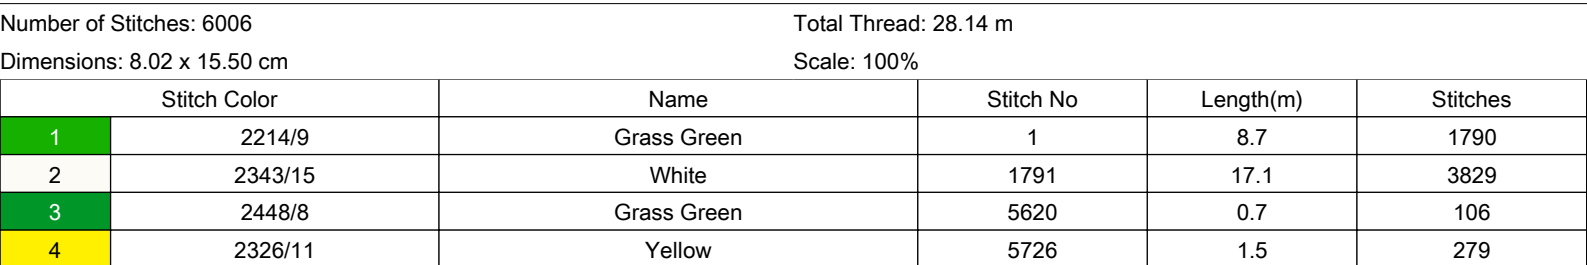 Number of Stitches: 6006 Total Thread: 28.14 m
Dimensions: 8.02 x 15.50 cm Scale: 100%
Stitch Color Name Stitch No Length(m) Stitches
1 2214/9 Grass Green 1 8.7 1790
2 2343/15 White 1791 17.1 3829
3 2448/8 Grass Green 5620 0.7 106
4 2326/11 Yellow 5726 1.5 279